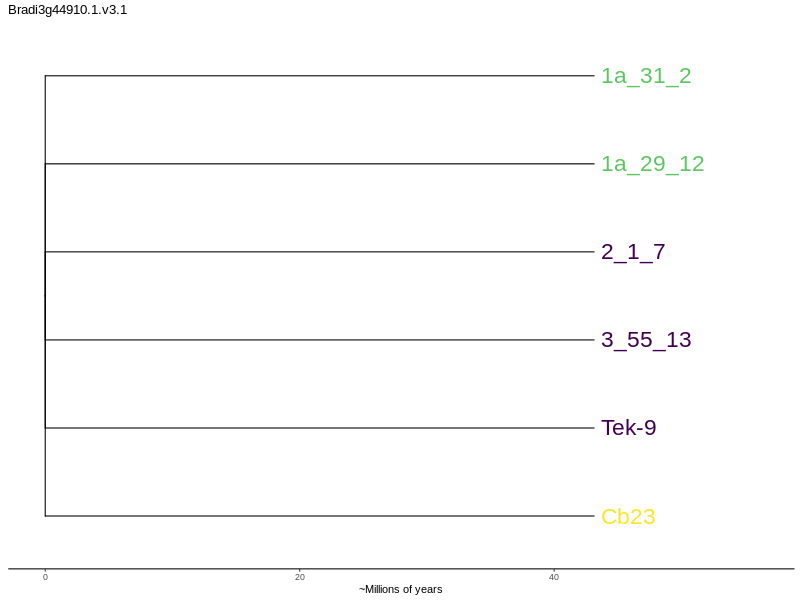 Bradi3g44910.1.v3.1
1a_31_2
1a_29_12
2_1_7
3_55_13
Tek-9
Cb23
0 20 40
~Millions of years